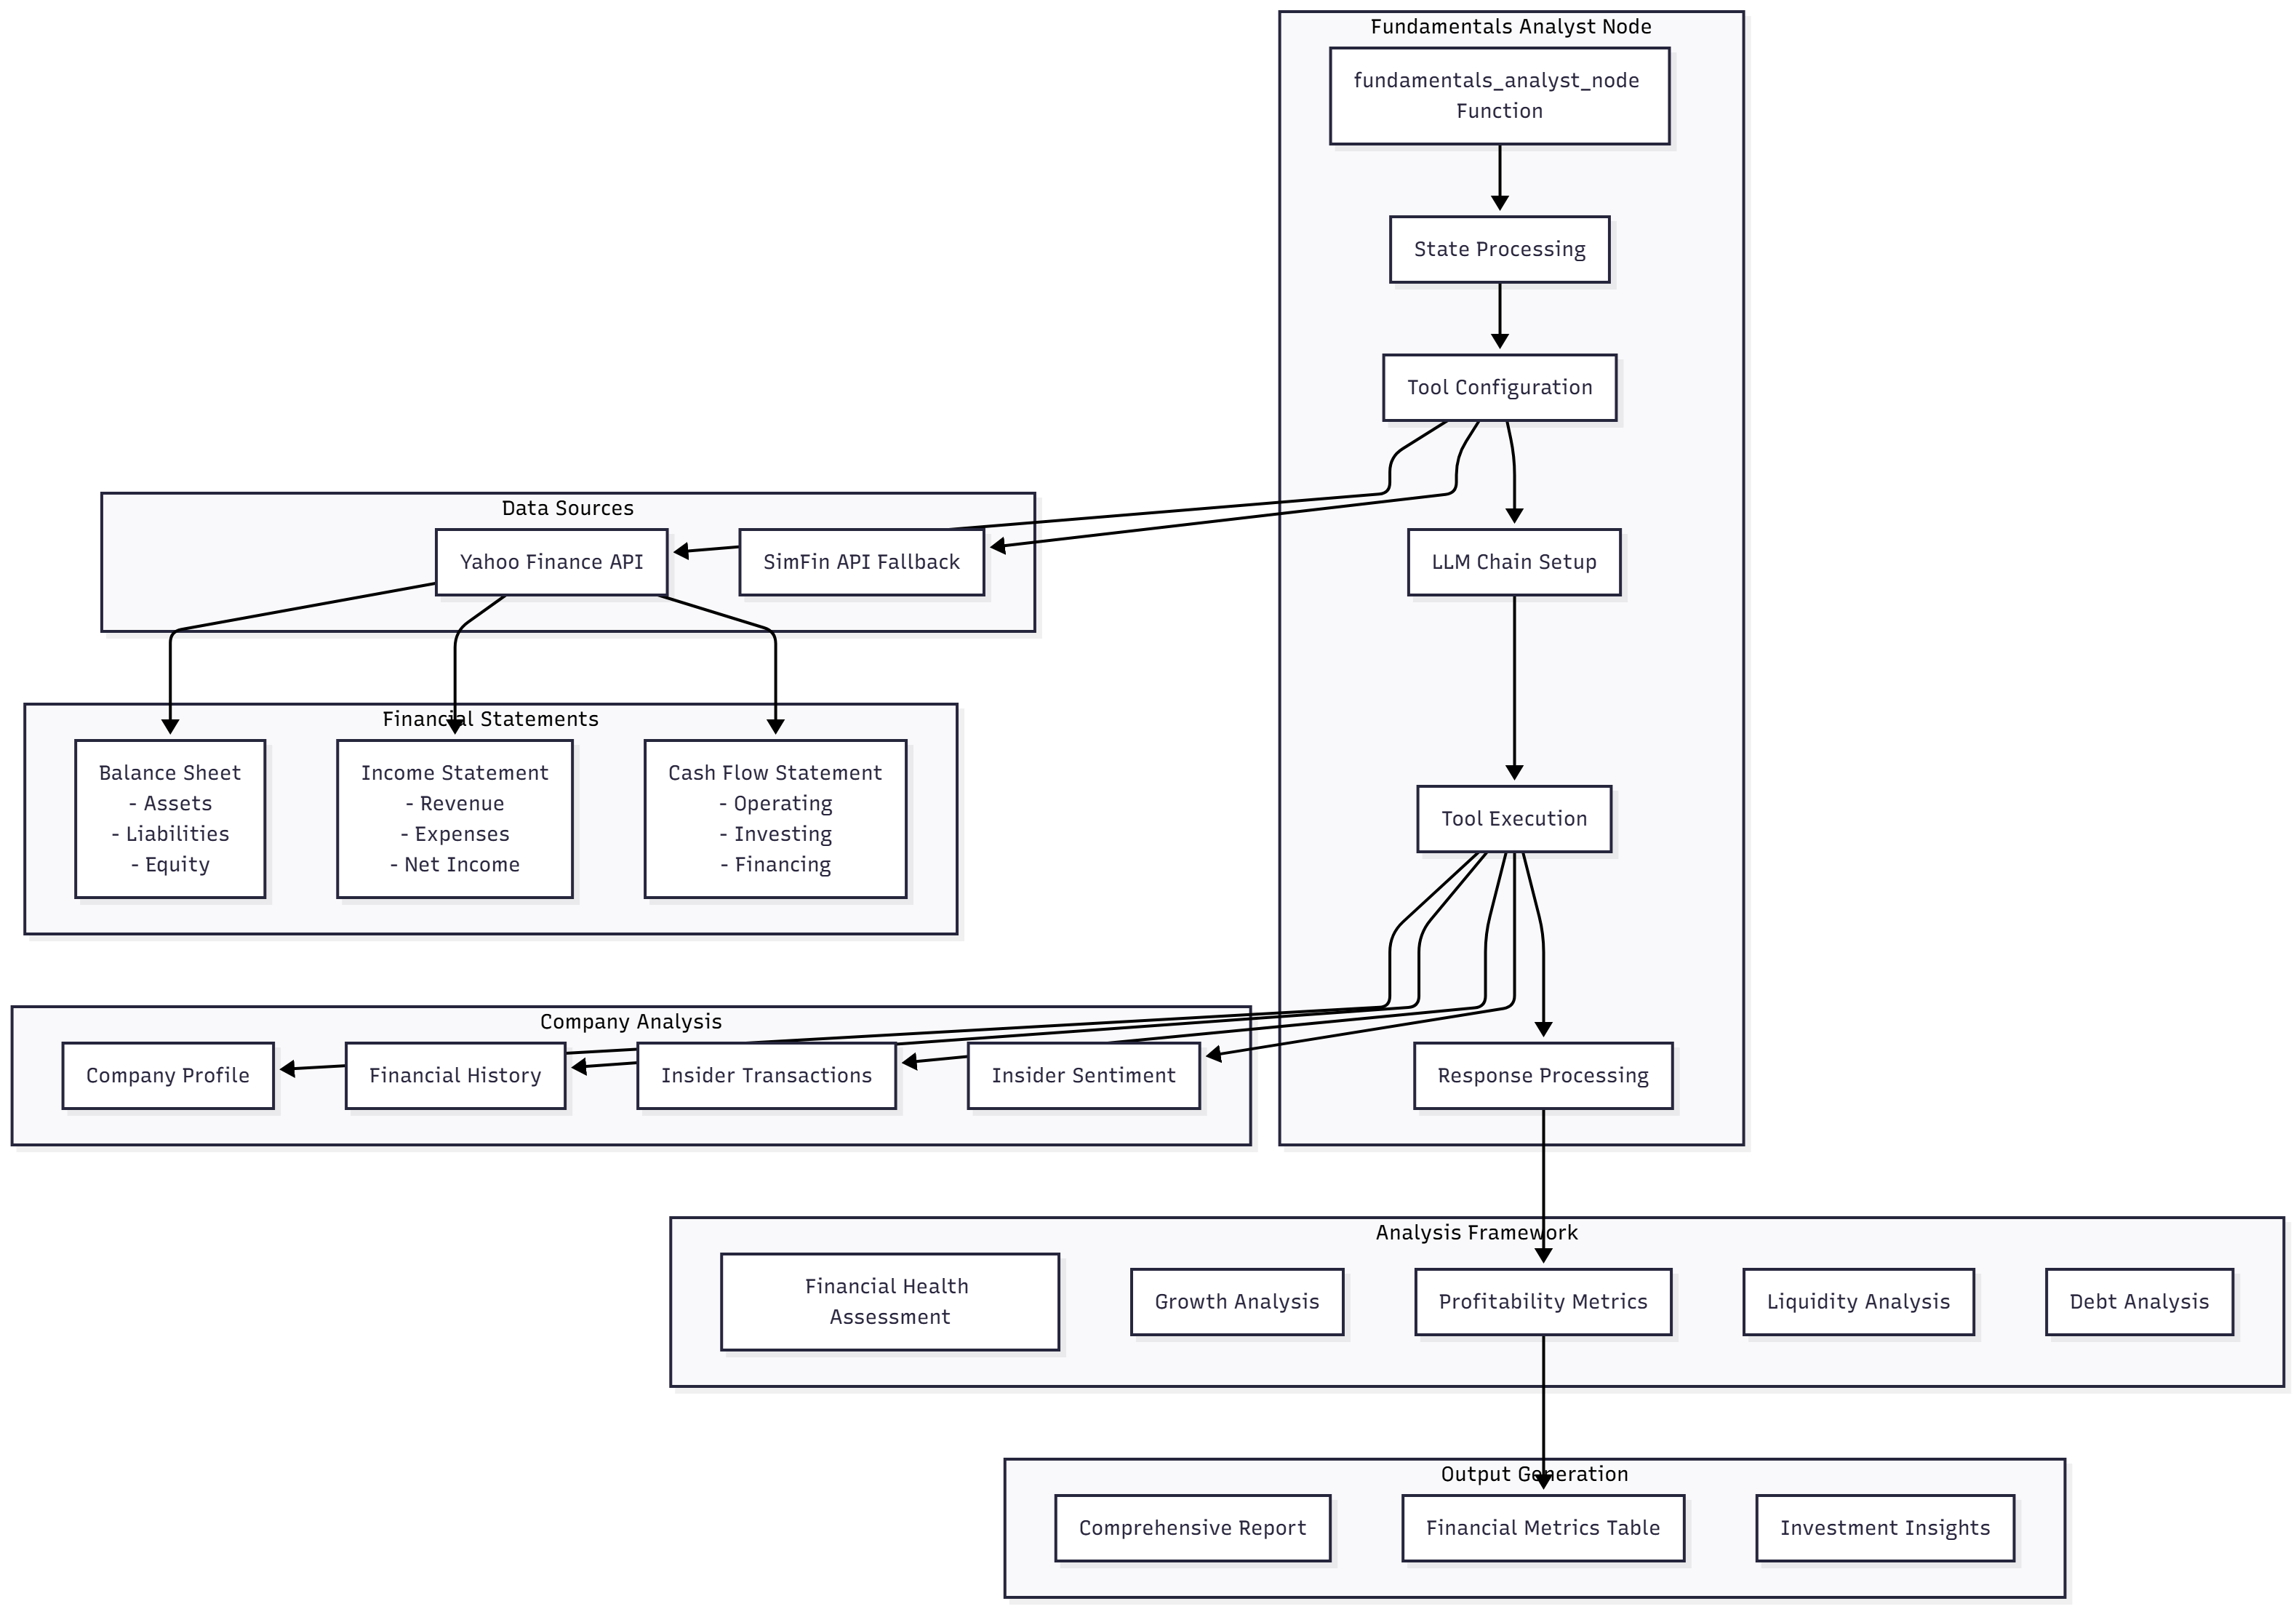 Fundamentals Analyst Node
fundamentals_analyst_node
Function
State Processing
Tool Configuration
Data Sources
Yahoo Finance API
SimFin API Fallback
LLM Chain Setup
Financial Statements
Balance Sheet
- Assets
- Liabilities
- Equity
Income Statement
- Revenue
- Expenses
- Net Income
Cash Flow Statement
- Operating
- Investing
- Financing
Tool Execution
Company Analysis
Company Profile
Financial History
Insider Transactions
Insider Sentiment
Response Processing
Analysis Framework
Financial Health
Assessment
Growth Analysis
Profitability Metrics
Liquidity Analysis
Debt Analysis
Output Generation
Comprehensive Report
Financial Metrics Table
Investment Insights